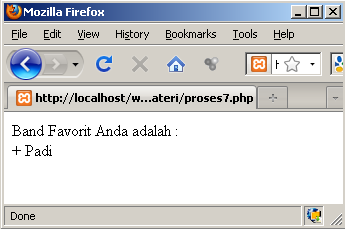 Mozilla Firefox
File Edit View History Bookmarks Tools Help
http://localhost/w...ateri/proses7.php
Band Favorit Anda adalah :
+ Padi
Done